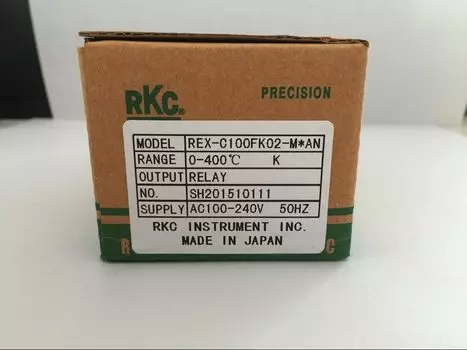 RKC®
PRECISION
MODEL REX-C100FK02-M*AN
RANGE 0-400℃ K
OUTPUT RELAY
NO. SH201510111
SUPPLY AC100-240V 50HZ
RKC INSTRUMENT INC.
MADE IN JAPAN